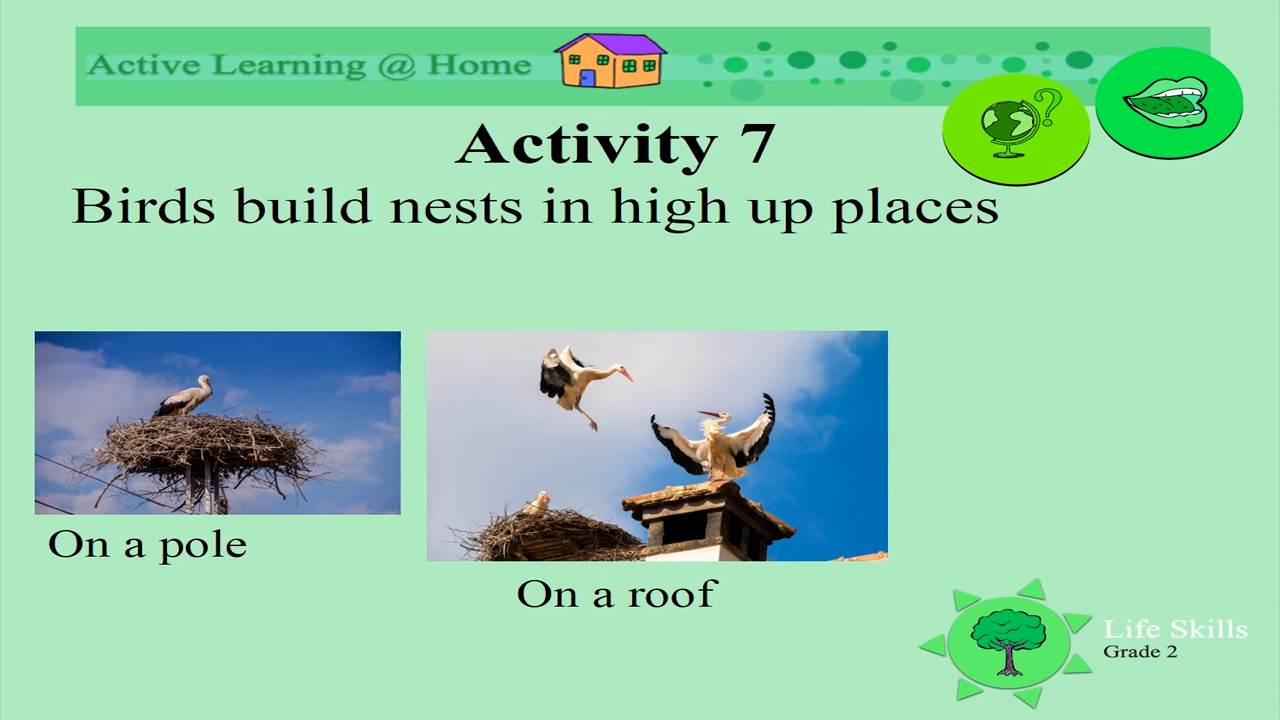 Active Learning @ Home
Activity 7
Birds build nests in high up places
On a pole
On a roof
Life Skills
Grade 2